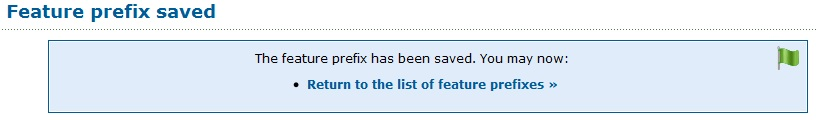 Feature prefix saved
The feature prefix has been saved. You may now:
• Return to the list of feature prefixes »